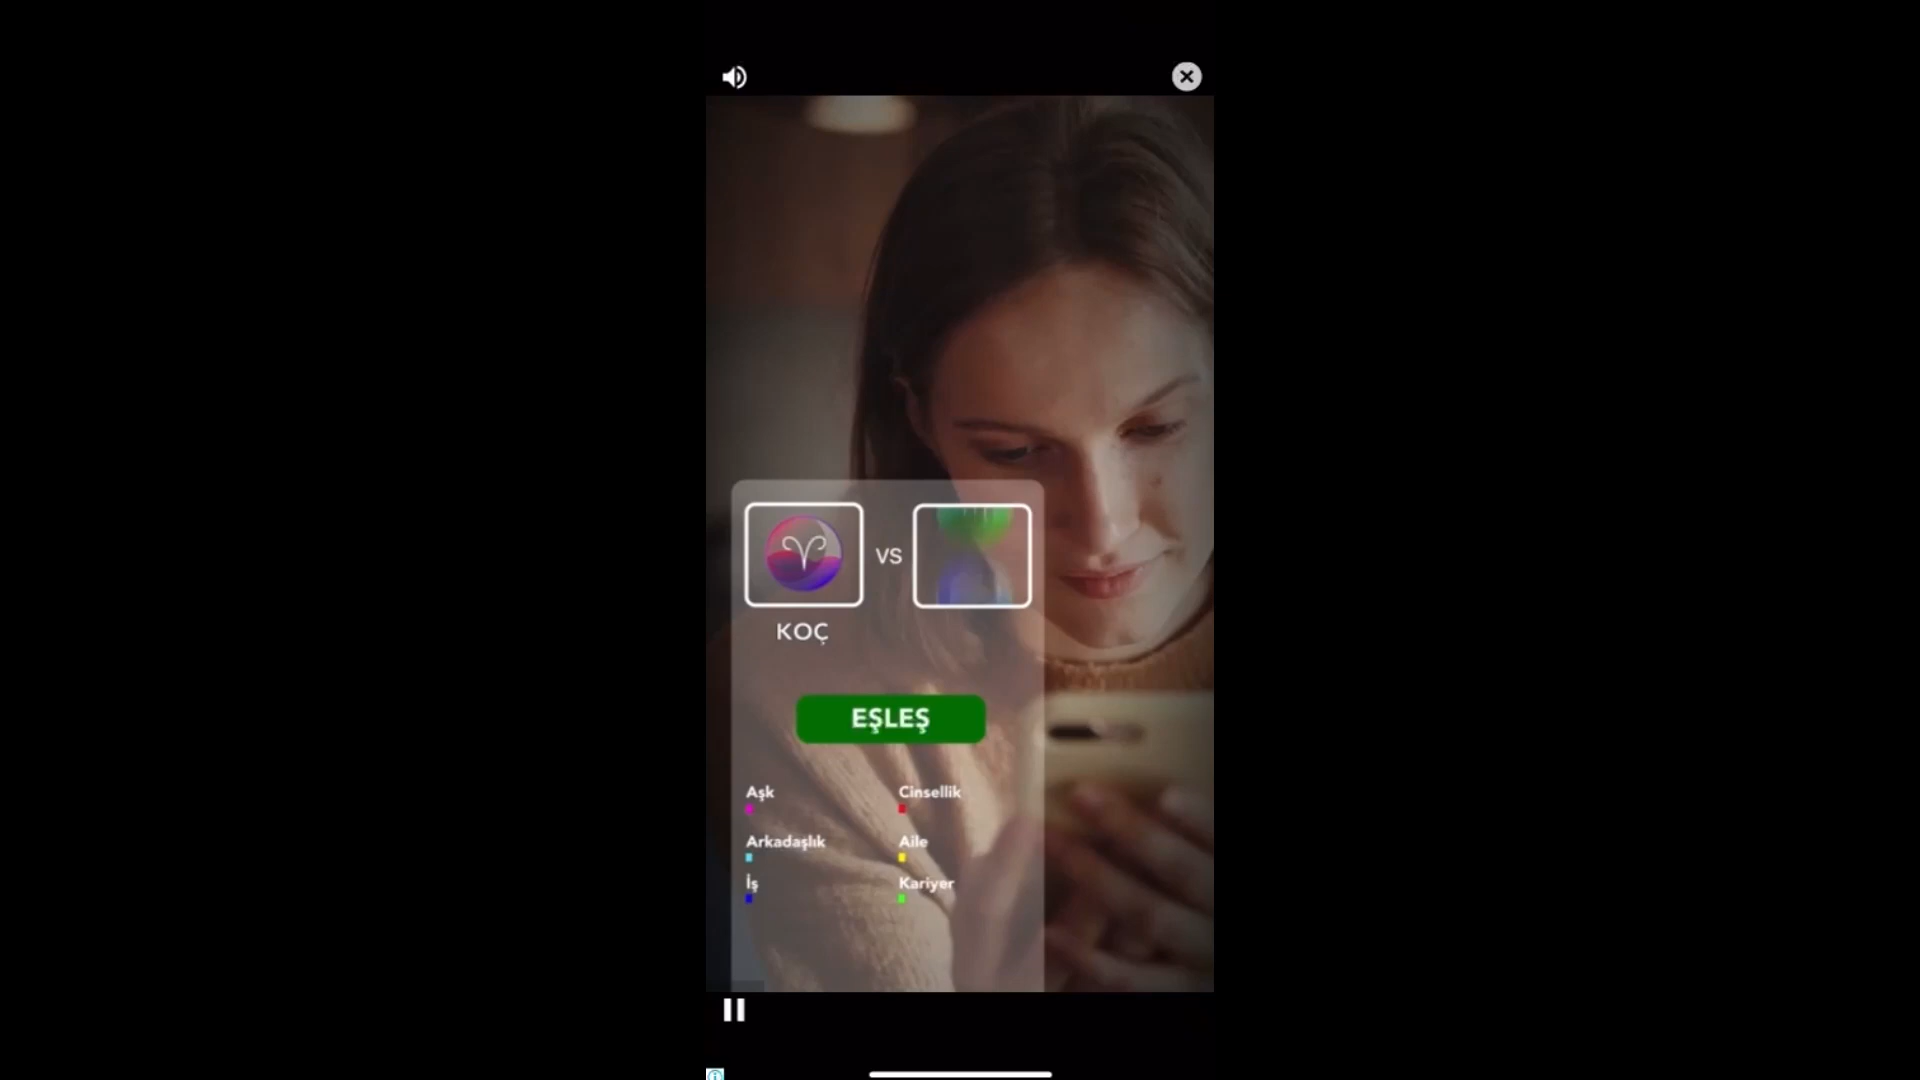 VS
KOÇ
EŞLEŞ
Aşk Cinsellik
Arkadaşlık Aile
İş Kariyer